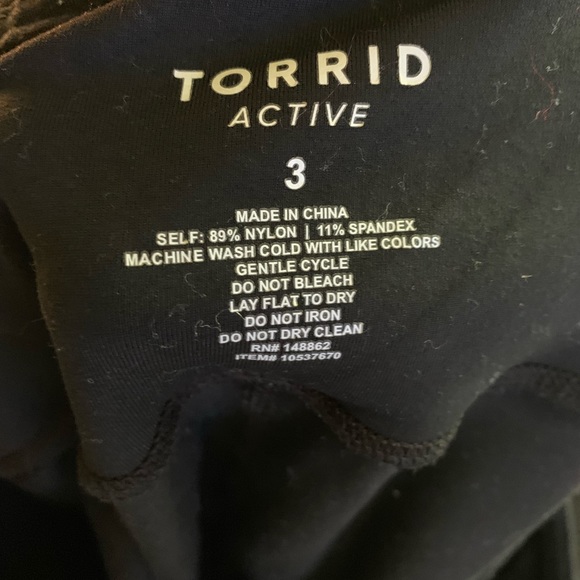 TORRID
ACTIVE
3
MADE IN CHINA
SELF: 89% NYLON | 11% SPANDEX
MACHINE WASH COLD WITH LIKE COLORS
GENTLE CYCLE
DO NOT BLEACH
LAY FLAT TO DRY
DO NOT IRON
DO NOT DRY CLEAN
RN# 148862
ITEM# 10537670